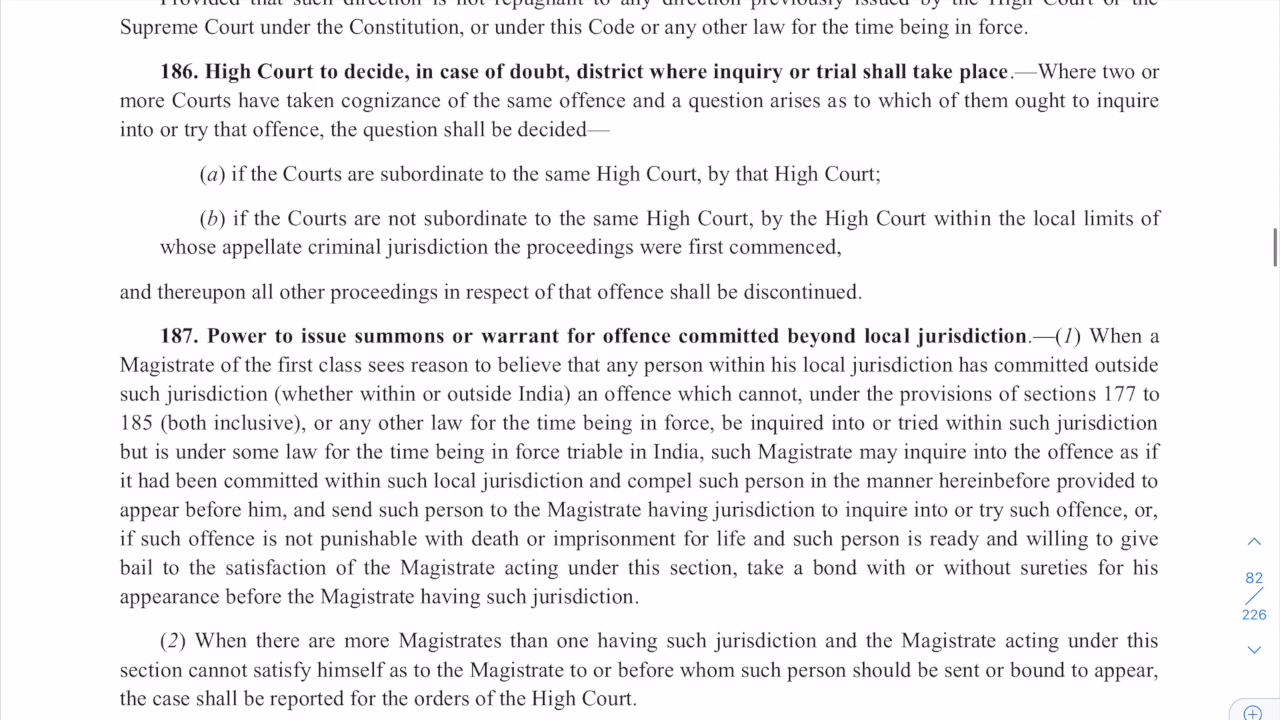 Provided that such direction is not repugnant to any direction previously issued by the High Court or the
Supreme Court under the Constitution, or under this Code or any other law for the time being in force.
186. High Court to decide, in case of doubt, district where inquiry or trial shall take place.—Where two or
more Courts have taken cognizance of the same offence and a question arises as to which of them ought to inquire
into or try that offence, the question shall be decided—
(a) if the Courts are subordinate to the same High Court, by that High Court;
(b) if the Courts are not subordinate to the same High Court, by the High Court within the local limits of
whose appellate criminal jurisdiction the proceedings were first commenced,
and thereupon all other proceedings in respect of that offence shall be discontinued.
187. Power to issue summons or warrant for offence committed beyond local jurisdiction.—(1) When a
Magistrate of the first class sees reason to believe that any person within his local jurisdiction has committed outside
such jurisdiction (whether within or outside India) an offence which cannot, under the provisions of sections 177 to
185 (both inclusive), or any other law for the time being in force, be inquired into or tried within such jurisdiction
but is under some law for the time being in force triable in India, such Magistrate may inquire into the offence as if
it had been committed within such local jurisdiction and compel such person in the manner hereinbefore provided to
appear before him, and send such person to the Magistrate having jurisdiction to inquire into or try such offence, or,
if such offence is not punishable with death or imprisonment for life and such person is ready and willing to give
bail to the satisfaction of the Magistrate acting under this section, take a bond with or without sureties for his
appearance before the Magistrate having such jurisdiction.
(2) When there are more Magistrates than one having such jurisdiction and the Magistrate acting under this
section cannot satisfy himself as to the Magistrate to or before whom such person should be sent or bound to appear,
the case shall be reported for the orders of the High Court.
82
226